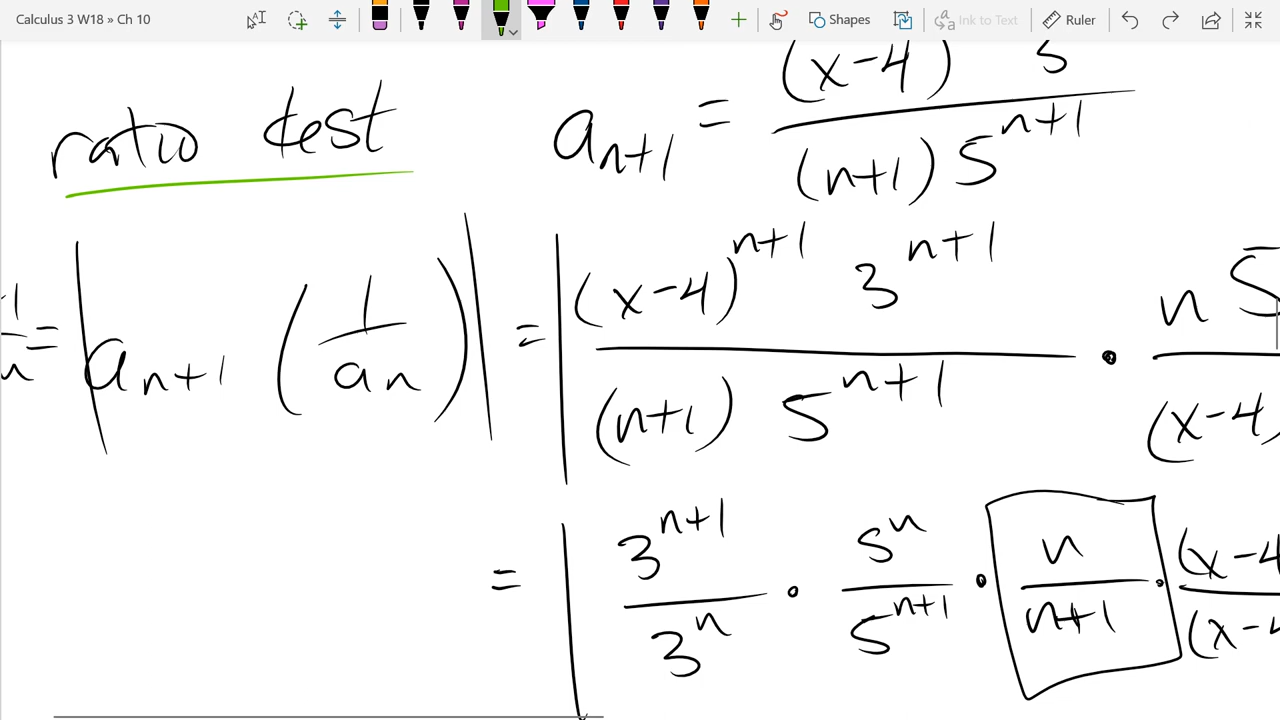 Calculus 3 W18 » Ch 10
Shapes
Ink to Text
Ruler
ratio test
a_{n+1} = (x-4) / (n+1) 5^{n+1}
= | a_{n+1} ( 1 / a_n ) | = | (x-4)^{n+1} 3^{n+1} / (n+1) 5^{n+1} · n 5 / (x-4)
= | 3^{n+1} / 3^n · 5^n / 5^{n+1} · n / n+1 · (x-4 / (x-4